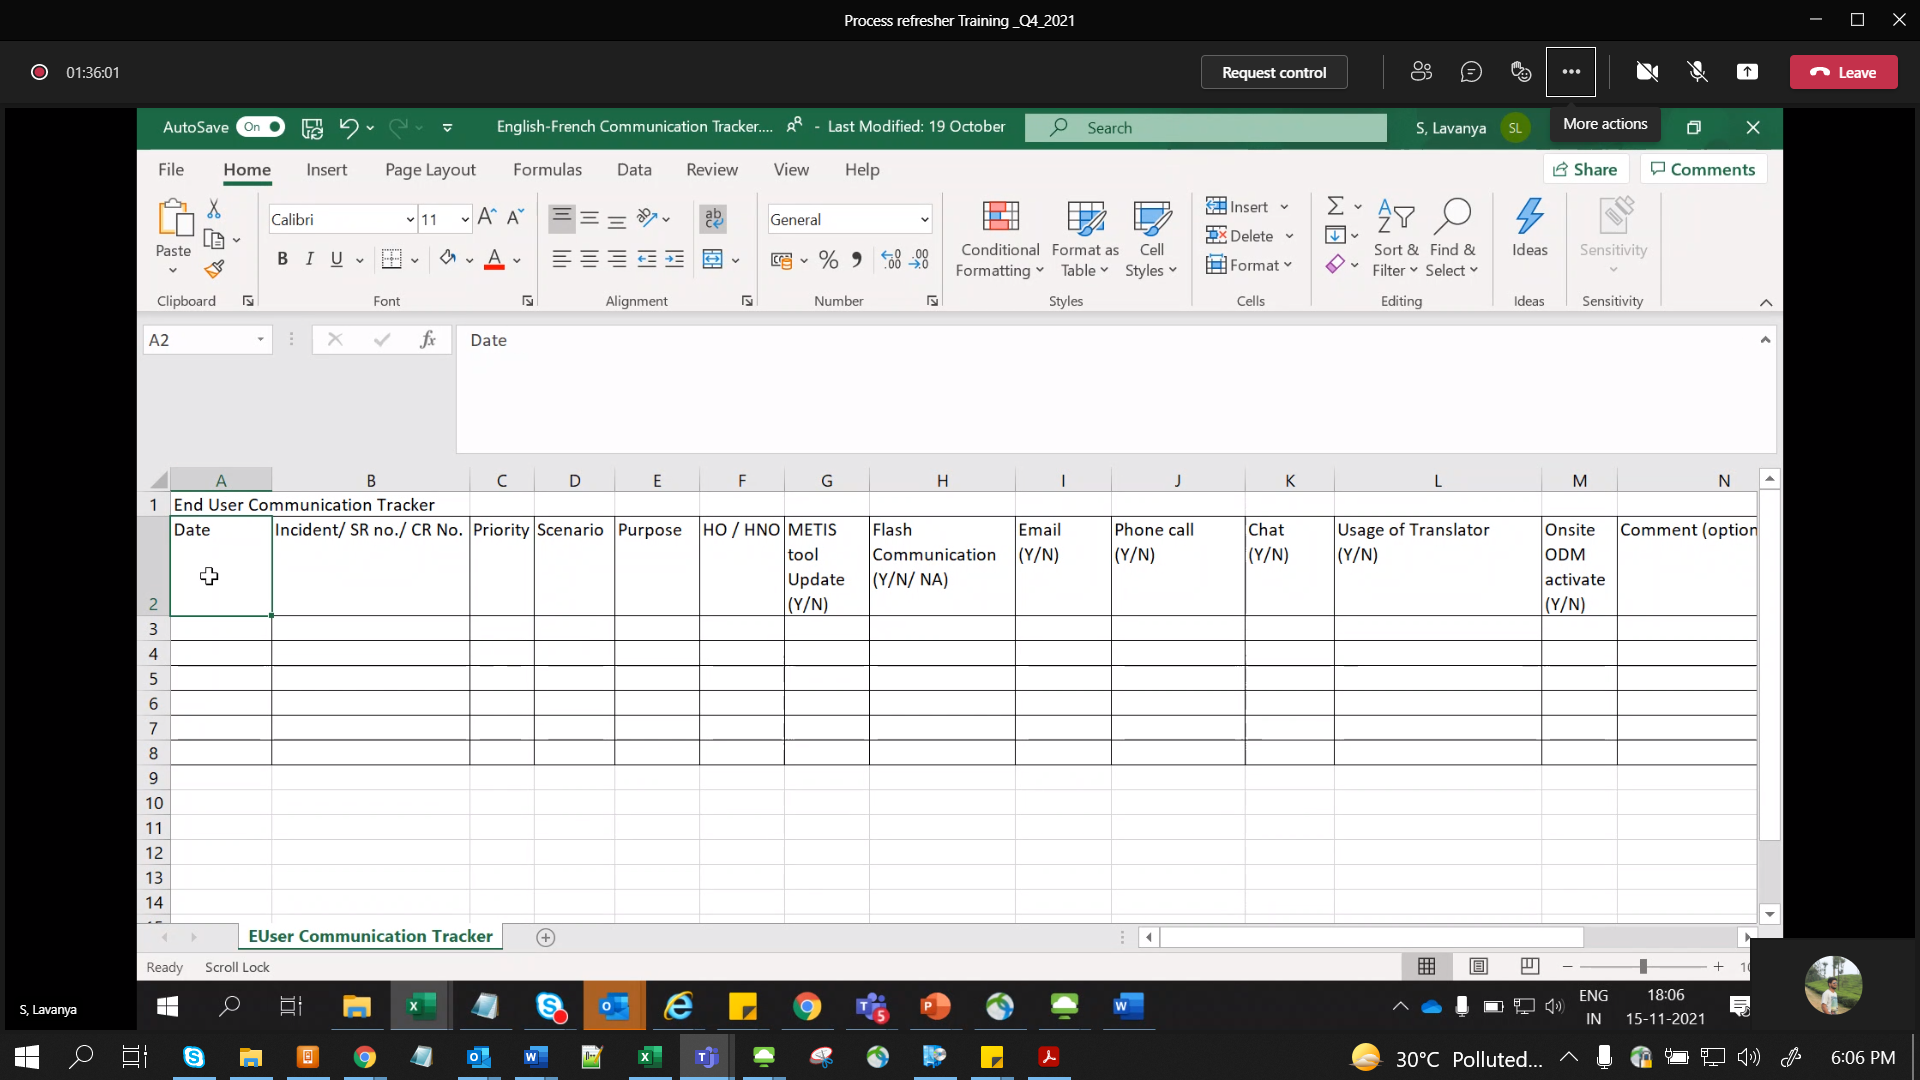 Process refresher Training _Q4_2021
01:36:01
Request control
Leave
More actions
AutoSave On
English-French Communication Tracker....
- Last Modified: 19 October
Search
S, Lavanya SL
File Home Insert Page Layout Formulas Data Review View Help
Share Comments
Paste
Calibri 11
B I U
General
Conditional Formatting
Format as Table
Cell Styles
Insert
Delete
Format
Sort & Filter
Find & Select
Ideas
Sensitivity
Clipboard Font Alignment Number Styles Cells Editing Ideas Sensitivity
A2 fx Date
A B C D E F G H I J K L M N
1 End User Communication Tracker
2
Date
Incident/ SR no./ CR No.
Priority
Scenario
Purpose
HO / HNO
METIS
tool
Update
(Y/N)
Flash
Communication
(Y/N/ NA)
Email
(Y/N)
Phone call
(Y/N)
Chat
(Y/N)
Usage of Translator
(Y/N)
Onsite
ODM
activate
(Y/N)
Comment (option
3
4
5
6
7
8
9
10
11
12
13
14
EUser Communication Tracker
Ready Scroll Lock
S, Lavanya
ENG
IN
18:06
15-11-2021
30°C Polluted...
6:06 PM